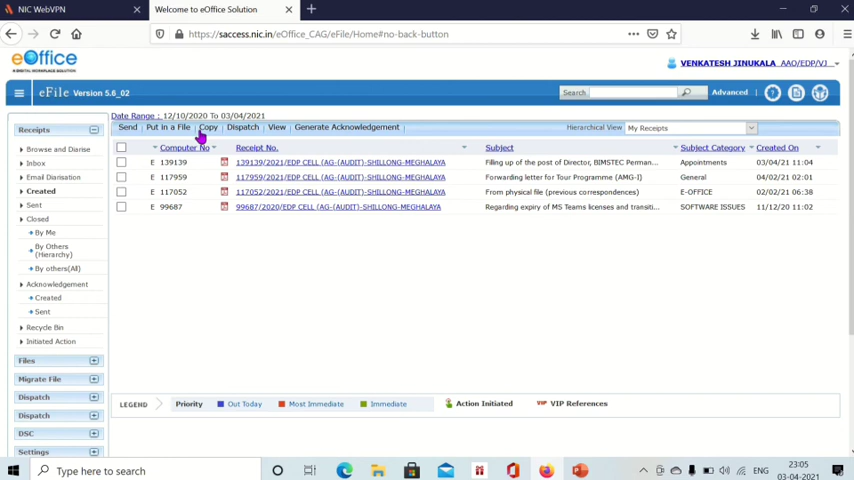 NIC WebVPN
Welcome to eOffice Solution
https://saccess.nic.in/eOffice_CAG/eFile/Home#no-back-button
eOffice
A DIGITAL WORKPLACE SOLUTION
VENKATESH JINUKALA AAO/EDP/VJ
eFile Version 5.6_02
Search
Advanced
Date Range : 12/10/2020 To 03/04/2021
Receipts
Send | Put in a File | Copy Dispatch | View | Generate Acknowledgement
Hierarchical View My Receipts
Computer No Receipt No. Subject Subject Category Created On
E 139139 139139/2021/EDP CELL (AG-(AUDIT)-SHILLONG-MEGHALAYA Filling up of the post of Director, BIMSTEC Perman... Appointments 03/04/21 11:04
E 117959 117959/2021/EDP CELL (AG-(AUDIT)-SHILLONG-MEGHALAYA Forwarding letter for Tour Programme (AMG-I) General 04/02/21 02:01
E 117052 117052/2021/EDP CELL (AG-(AUDIT)-SHILLONG-MEGHALAYA From physical file (previous correspondences) E-OFFICE 02/02/21 06:38
E 99687 99687/2020/EDP CELL (AG-(AUDIT)-SHILLONG-MEGHALAYA Regarding expiry of MS Teams licenses and transiti... SOFTWARE ISSUES 11/12/20 11:02
Browse and Diarise
Inbox
Email Diarisation
Created
Sent
Closed
By Me
By Others
(Hierarchy)
By others(All)
Acknowledgement
Created
Sent
Recycle Bin
Initiated Action
Files
Migrate File
Dispatch
Dispatch
DSC
Settings
LEGEND Priority Out Today Most Immediate Immediate Action Initiated VIP VIP References
Type here to search
ENG
23:05
03-04-2021